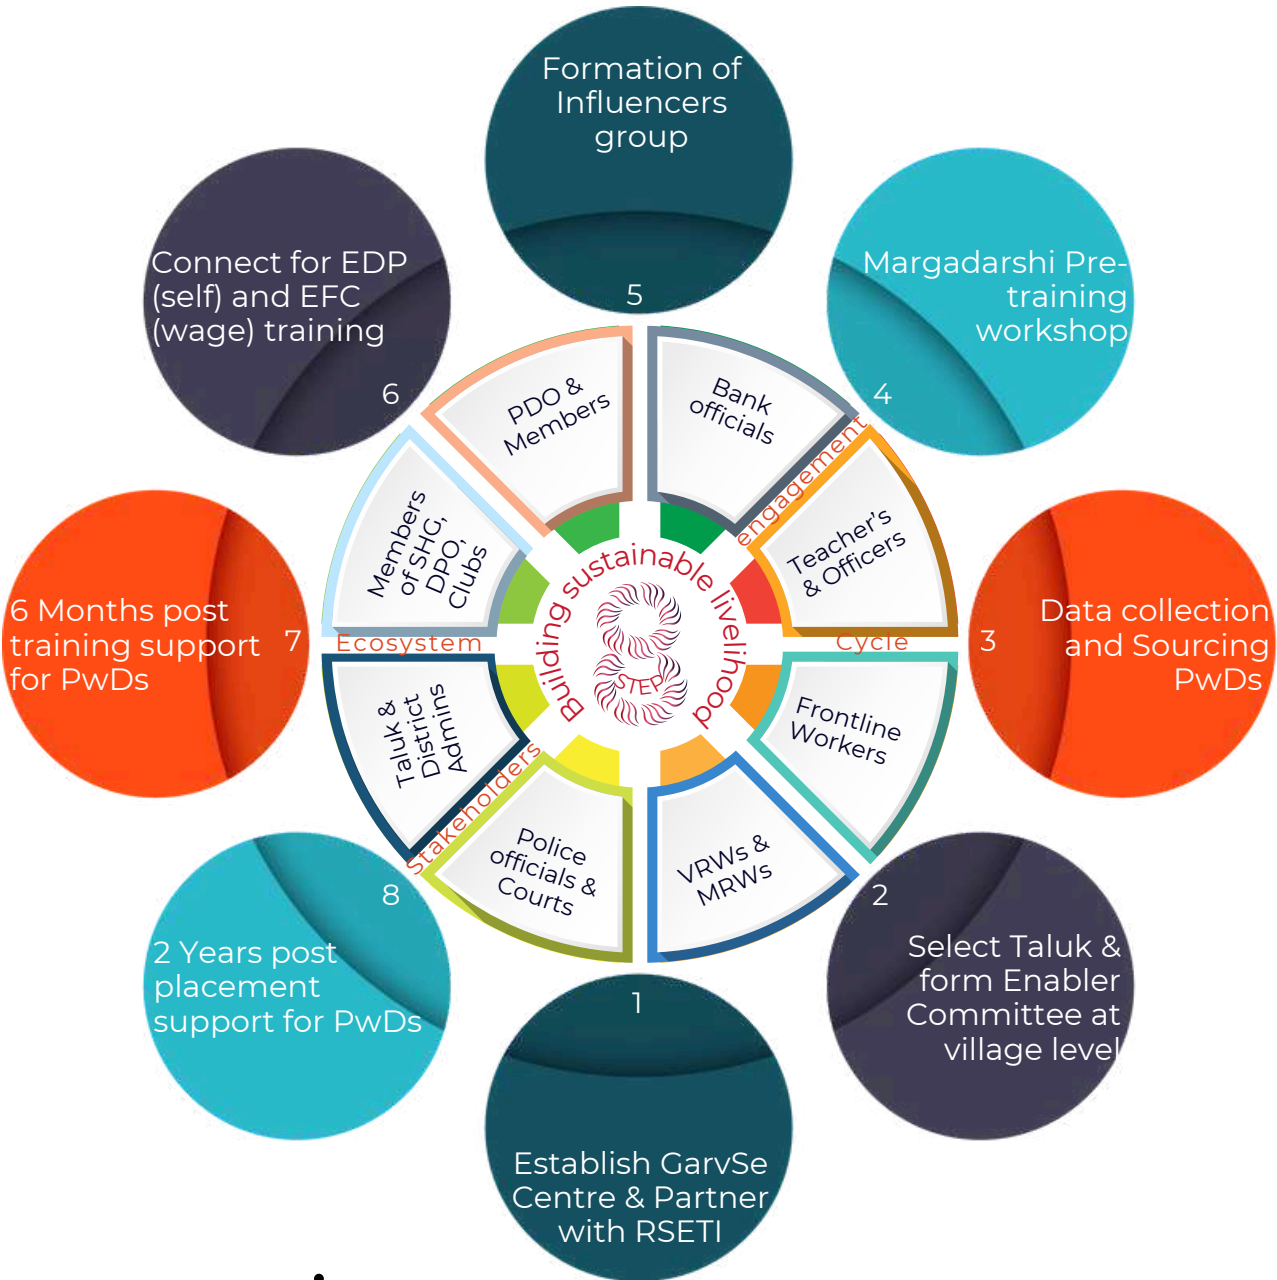 Formation of
Influencers
group
5
Connect for EDP
(self) and EFC
(wage) training
6
Margadarshi Pre-
training
workshop
4
PDO &
Members
Bank
officials
engagement
Members
of SHG,
DPO,
Clubs
Teacher's
& Officers
6 Months post
training support
for PwDs
7
Ecosystem
Building sustainable livelihood
8
STEP
Cycle
3
Data collection
and Sourcing
PwDs
Taluk &
District
Admins
Frontline
Workers
Stakeholders
Police
officials &
Courts
VRWs &
MRWs
8
2 Years post
placement
support for PwDs
2
Select Taluk &
form Enabler
Committee at
village level
1
Establish GarvSe
Centre & Partner
with RSETI